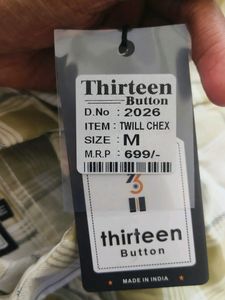 Thirteen
Button
D.No : 2026
ITEM : TWILL CHEX
SIZE : M
M.R.P : 699/-
thirteen
Button
MADE IN INDIA